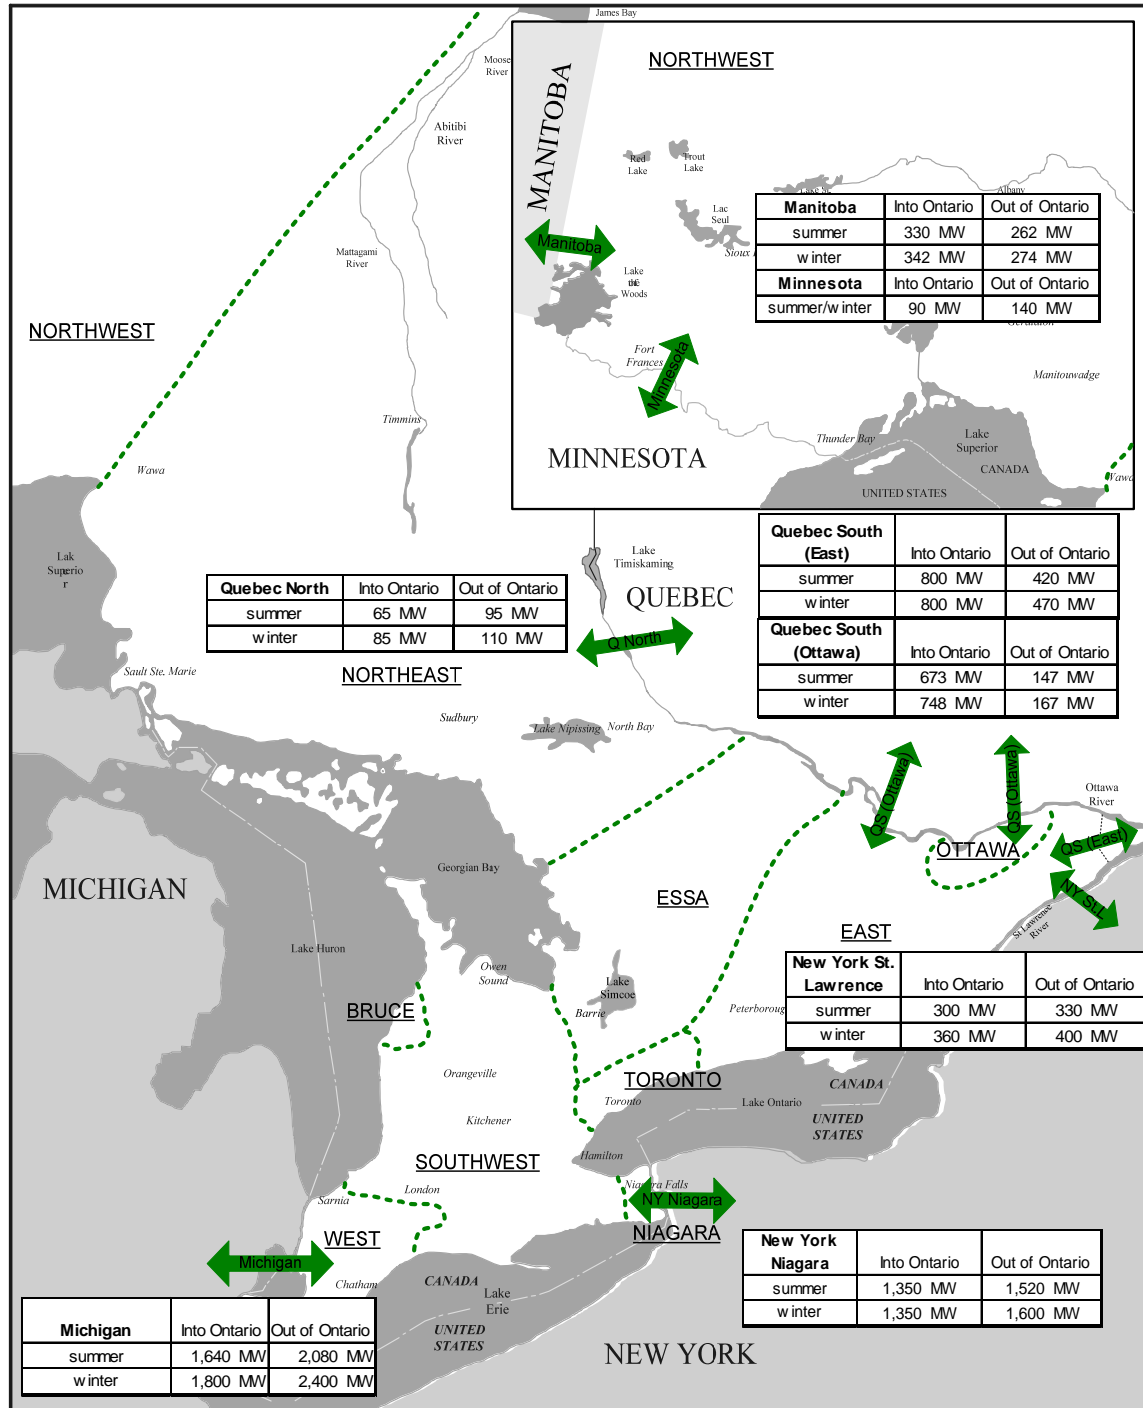 James Bay
Moose
River
Abitibi
River
Mattagami
River
NORTHWEST
Timmins
Wawa
MANITOBA
NORTHWEST
Red
Lake
Trout
Lake
Lac
Seul
Manitoba
Lake
the
Woods
Fort
Frances
Minnesota
MINNESOTA
Thunder Bay
Lake
Superior
CANADA
UNITED STATES
Manitouwadge
Wawa
Albany
Manitoba Into Ontario Out of Ontario
summer 330 MW 262 MW
winter 342 MW 274 MW
Minnesota Into Ontario Out of Ontario
summer/winter 90 MW 140 MW
Lak
Superio
r
Lake
Timiskaming
QUEBEC
Q North
Quebec North Into Ontario Out of Ontario
summer 65 MW 95 MW
winter 85 MW 110 MW
Quebec South
(East) Into Ontario Out of Ontario
summer 800 MW 420 MW
winter 800 MW 470 MW
Quebec South
(Ottawa) Into Ontario Out of Ontario
summer 673 MW 147 MW
winter 748 MW 167 MW
Sault Ste. Marie
NORTHEAST
Sudbury
Lake Nipissing
North Bay
QS (Ottawa)
QS (Ottawa)
Ottawa
River
QS (East)
OTTAWA
NY St.L
St Lawrence
River
MICHIGAN
Georgian Bay
ESSA
EAST
Lake Huron
Owen
Sound
Lake
Simcoe
Barrie
BRUCE
New York St.
Lawrence Into Ontario Out of Ontario
summer 300 MW 330 MW
winter 360 MW 400 MW
Orangeville
TORONTO
Toronto
CANADA
Lake Ontario
UNITED
STATES
Kitchener
Hamilton
SOUTHWEST
London
Sarnia
Niagara Falls
NY Niagara
NIAGARA
WEST
Michigan
Chatham
CANADA
Lake
Erie
UNITED
STATES
NEW YORK
New York
Niagara Into Ontario Out of Ontario
summer 1,350 MW 1,520 MW
winter 1,350 MW 1,600 MW
Michigan Into Ontario Out of Ontario
summer 1,640 MW 2,080 MW
winter 1,800 MW 2,400 MW